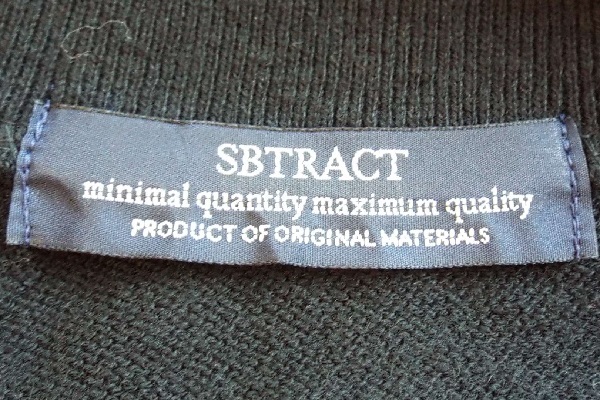 SBTRACT
minimal quantity maximum quality
PRODUCT OF ORIGINAL MATERIALS